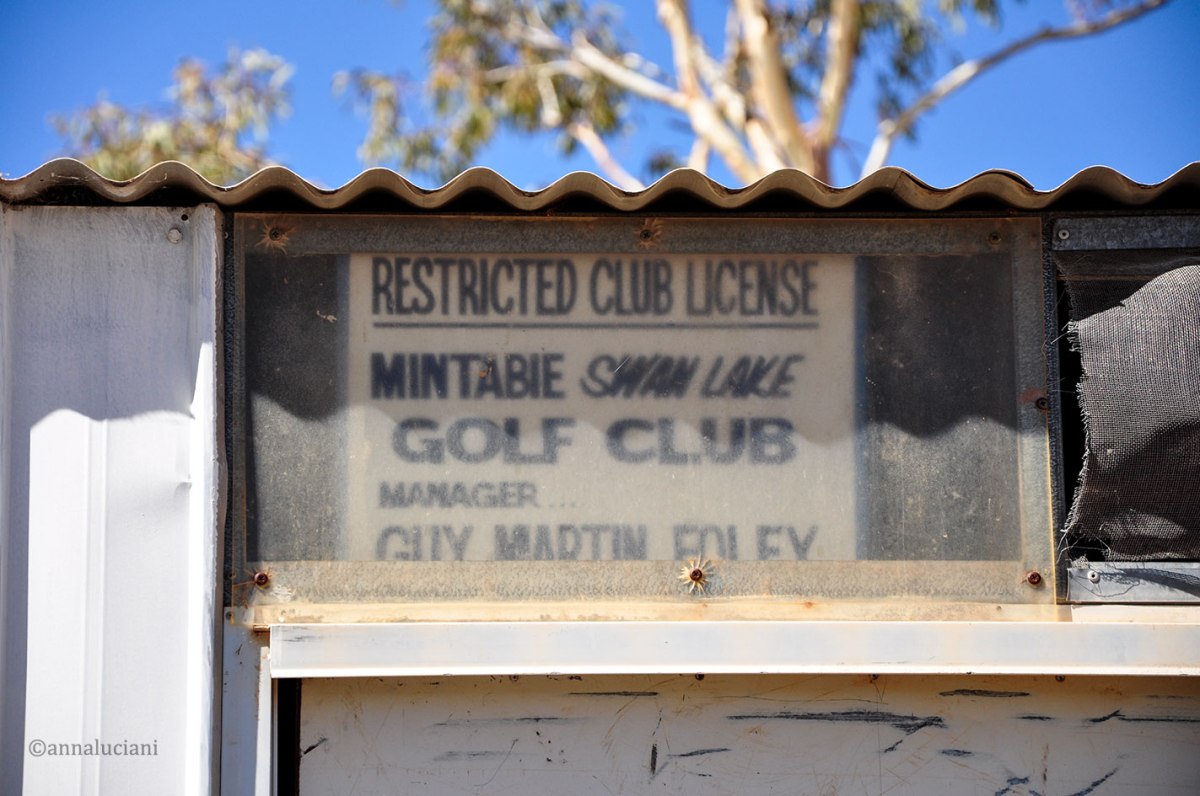 RESTRICTED CLUB LICENSE
MINTABIE SWAN LAKE
GOLF CLUB
MANAGER...
GUY MARTIN FOLEY
©annaluciani